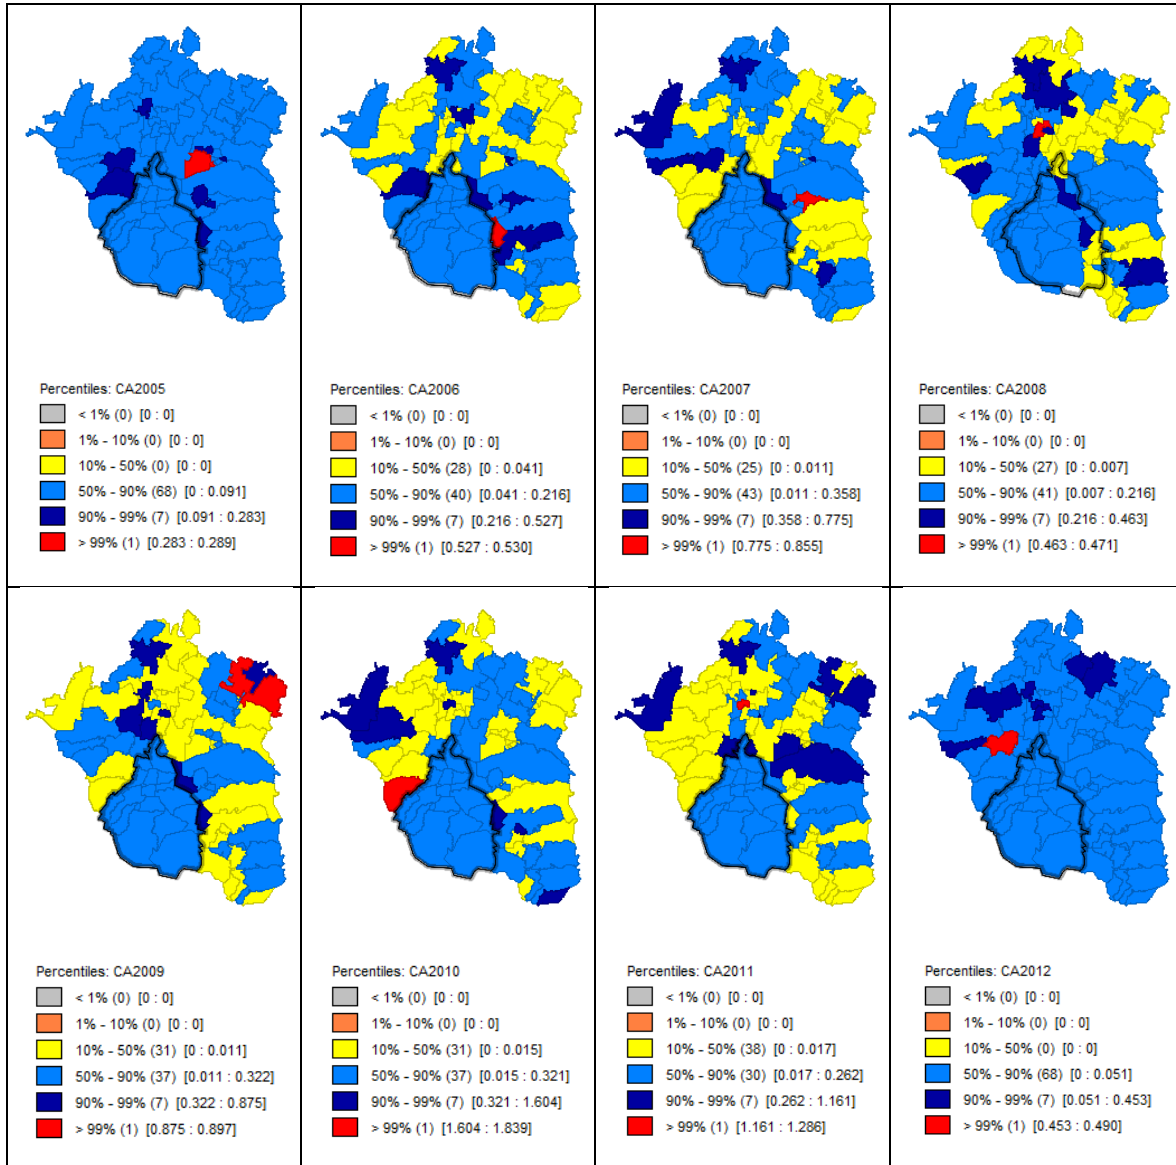 Percentiles: CA2005
< 1% (0) [0 : 0]
1% - 10% (0) [0 : 0]
10% - 50% (0) [0 : 0]
50% - 90% (68) [0 : 0.091]
90% - 99% (7) [0.091 : 0.283]
> 99% (1) [0.283 : 0.289]
Percentiles: CA2006
< 1% (0) [0 : 0]
1% - 10% (0) [0 : 0]
10% - 50% (28) [0 : 0.041]
50% - 90% (40) [0.041 : 0.216]
90% - 99% (7) [0.216 : 0.527]
> 99% (1) [0.527 : 0.530]
Percentiles: CA2007
< 1% (0) [0 : 0]
1% - 10% (0) [0 : 0]
10% - 50% (25) [0 : 0.011]
50% - 90% (43) [0.011 : 0.358]
90% - 99% (7) [0.358 : 0.775]
> 99% (1) [0.775 : 0.855]
Percentiles: CA2008
< 1% (0) [0 : 0]
1% - 10% (0) [0 : 0]
10% - 50% (27) [0 : 0.007]
50% - 90% (41) [0.007 : 0.216]
90% - 99% (7) [0.216 : 0.463]
> 99% (1) [0.463 : 0.471]
Percentiles: CA2009
< 1% (0) [0 : 0]
1% - 10% (0) [0 : 0]
10% - 50% (31) [0 : 0.011]
50% - 90% (37) [0.011 : 0.322]
90% - 99% (7) [0.322 : 0.875]
> 99% (1) [0.875 : 0.897]
Percentiles: CA2010
< 1% (0) [0 : 0]
1% - 10% (0) [0 : 0]
10% - 50% (31) [0 : 0.015]
50% - 90% (37) [0.015 : 0.321]
90% - 99% (7) [0.321 : 1.604]
> 99% (1) [1.604 : 1.839]
Percentiles: CA2011
< 1% (0) [0 : 0]
1% - 10% (0) [0 : 0]
10% - 50% (38) [0 : 0.017]
50% - 90% (30) [0.017 : 0.262]
90% - 99% (7) [0.262 : 1.161]
> 99% (1) [1.161 : 1.286]
Percentiles: CA2012
< 1% (0) [0 : 0]
1% - 10% (0) [0 : 0]
10% - 50% (0) [0 : 0]
50% - 90% (68) [0 : 0.051]
90% - 99% (7) [0.051 : 0.453]
> 99% (1) [0.453 : 0.490]